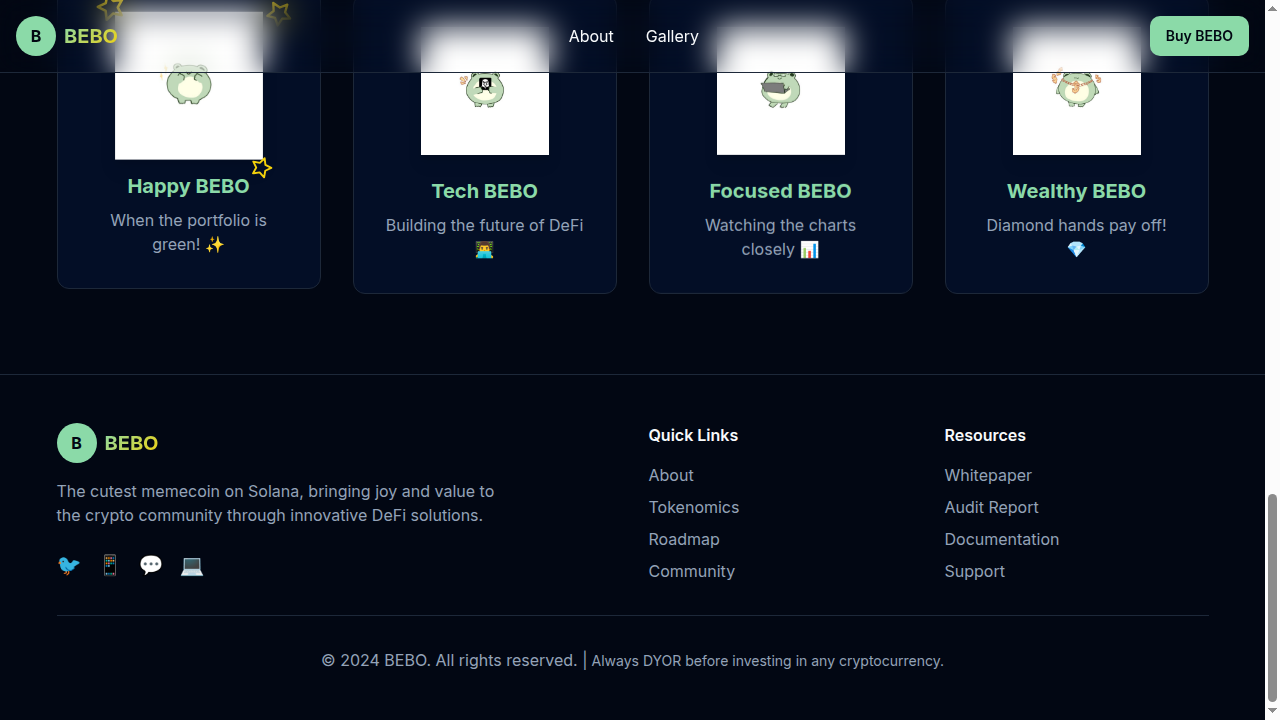 B BEBO
About Gallery
Buy BEBO
Happy BEBO
When the portfolio is
green! ✨
Tech BEBO
Building the future of DeFi
👨‍💻
Focused BEBO
Watching the charts
closely 📊
Wealthy BEBO
Diamond hands pay off!
💎
B BEBO
The cutest memecoin on Solana, bringing joy and value to
the crypto community through innovative DeFi solutions.
🐦 📱 💬 💻
Quick Links
About
Tokenomics
Roadmap
Community
Resources
Whitepaper
Audit Report
Documentation
Support
© 2024 BEBO. All rights reserved. | Always DYOR before investing in any cryptocurrency.